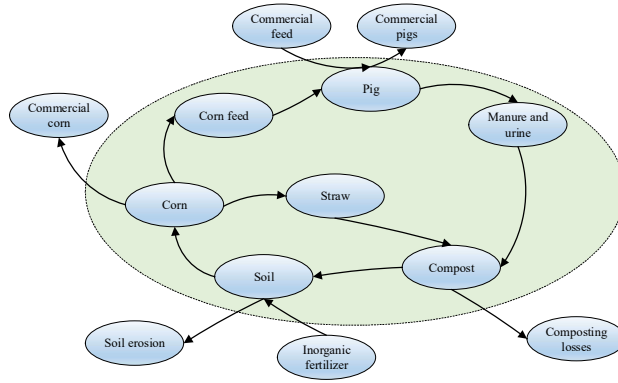 Commercial
feed
Commercial
pigs
Pig
Commercial
corn
Corn feed
Manure and
urine
Corn
Straw
Soil
Compost
Soil erosion
Inorganic
fertilizer
Composting
losses